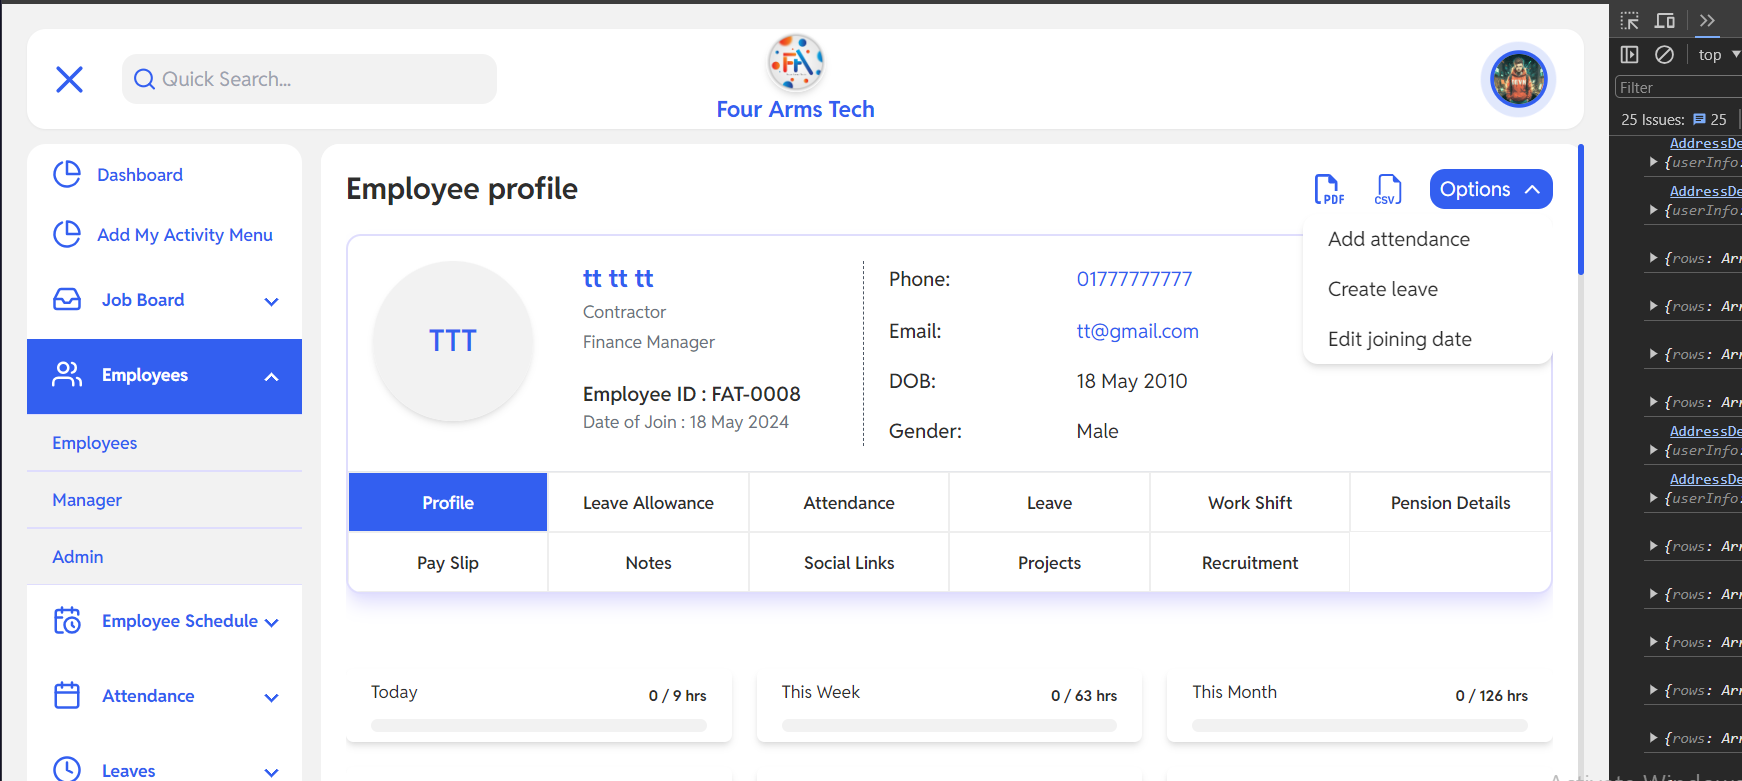 Quick Search...
Four Arms Tech
top
Filter
25 Issues: 25
Dashboard
Add My Activity Menu
Job Board
Employees
Employees
Manager
Admin
Employee Schedule
Attendance
Leaves
Employee profile
PDF
CSV
Options
Add attendance
Create leave
Edit joining date
TTT
tt tt tt
Contractor
Finance Manager
Employee ID : FAT-0008
Date of Join : 18 May 2024
Phone: 01777777777
Email: tt@gmail.com
DOB: 18 May 2010
Gender: Male
Profile Leave Allowance Attendance Leave Work Shift Pension Details
Pay Slip Notes Social Links Projects Recruitment
Today 0 / 9 hrs
This Week 0 / 63 hrs
This Month 0 / 126 hrs
AddressDe
{userInfo:
AddressDe
{userInfo:
{rows: Arr
{rows: Arr
{rows: Arr
{rows: Arr
AddressDe
{userInfo:
AddressDe
{userInfo:
{rows: Arr
{rows: Arr
{rows: Arr
{rows: Arr
{rows: Arr